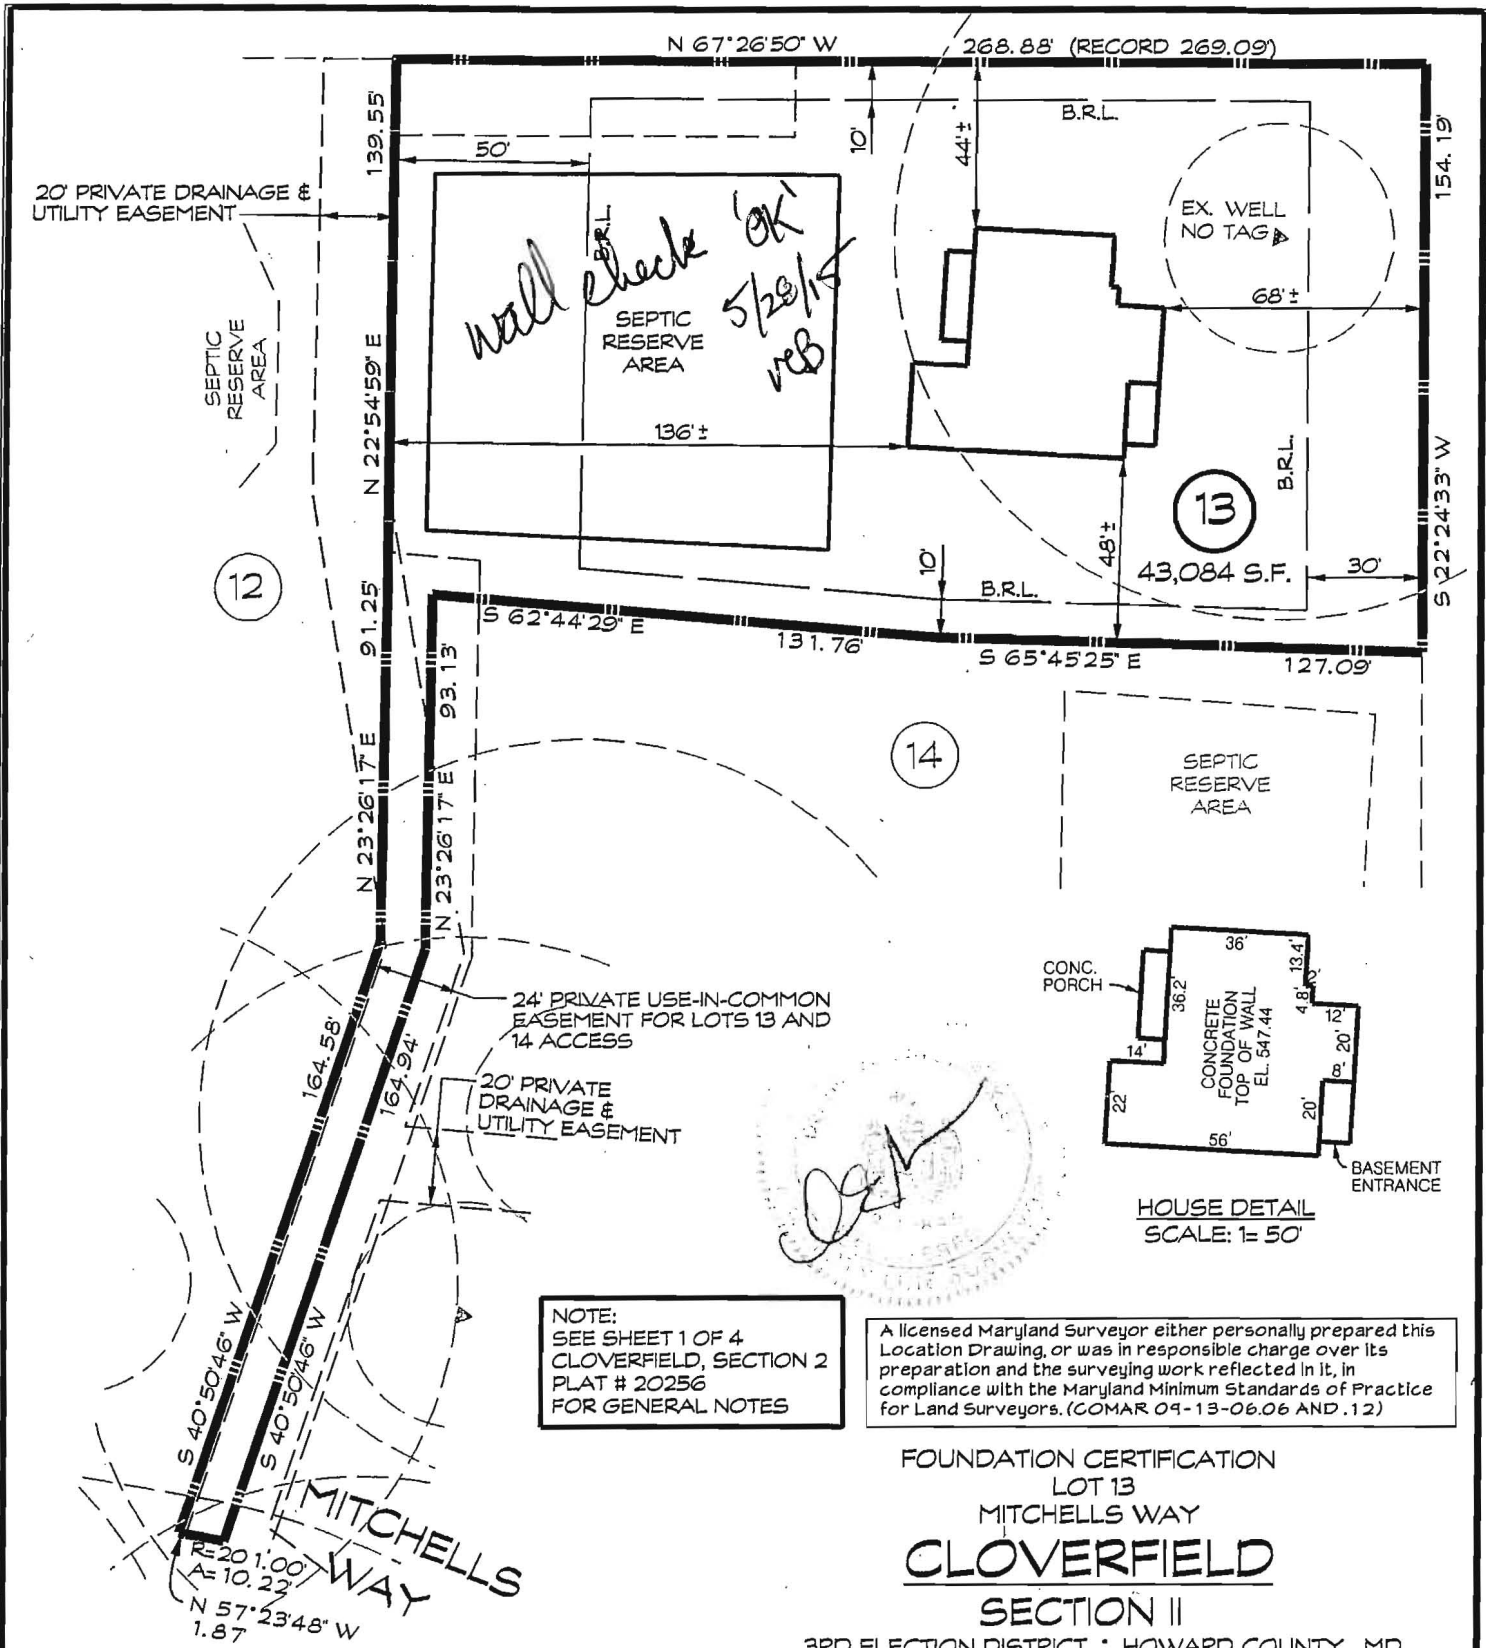 N 67°26'50" W
268.88' (RECORD 269.09')
139.55'
50'
10'
44'±
B.R.L.
154.19'
20' PRIVATE DRAINAGE &
UTILITY EASEMENT
EX. WELL
NO TAG
B.R.L.
wall check 'OK'
5/28/15
SEPTIC
RESERVE
AREA
68'±
SEPTIC
RESERVE
AREA
N 22°54'59" E
136'±
B.R.L.
S 22°24'33" W
13
43,084 S.F.
48'±
30'
10'
B.R.L.
12
91.25'
S 62°44'29" E
131.76'
S 65°45'25" E
127.09'
93.13'
14
SEPTIC
RESERVE
AREA
N 23°26'17" E
N 23°26'17" E
24' PRIVATE USE-IN-COMMON
EASEMENT FOR LOTS 13 AND
14 ACCESS
164.58'
164.94'
20' PRIVATE
DRAINAGE &
UTILITY EASEMENT
CONC.
PORCH
36'
13.4'
2'
4.8'
12'
36.2'
CONCRETE
FOUNDATION
TOP OF WALL
EL. 547.44
20'
14'
8'
22'
20'
56'
BASEMENT
ENTRANCE
HOUSE DETAIL
SCALE: 1= 50'
S 40°50'46" W
S 40°50'46" W
NOTE:
SEE SHEET 1 OF 4
CLOVERFIELD, SECTION 2
PLAT # 20256
FOR GENERAL NOTES
A licensed Maryland Surveyor either personally prepared this
Location Drawing, or was in responsible charge over its
preparation and the surveying work reflected in it, in
compliance with the Maryland Minimum Standards of Practice
for Land Surveyors. (COMAR 09-13-06.06 AND .12)
MITCHELLS
WAY
R=201.00'
A=10.22'
N 57°23'48" W
1.87'
FOUNDATION CERTIFICATION
LOT 13
MITCHELLS WAY
CLOVERFIELD
SECTION II
3RD ELECTION DISTRICT * HOWARD COUNTY, MD